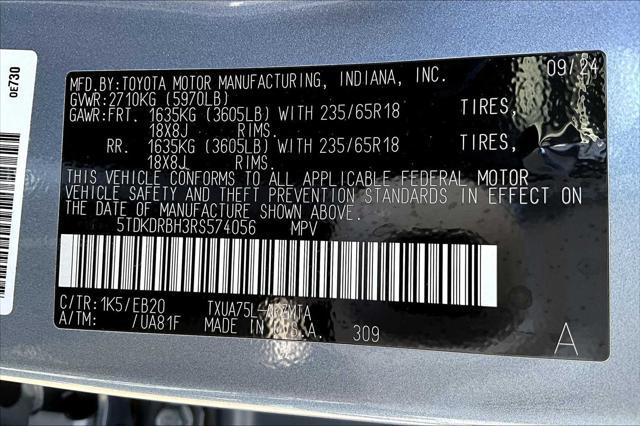 0E730
MFD.BY:TOYOTA MOTOR MANUFACTURING, INDIANA, INC. 09/24
GVWR:2710KG (5970LB)
GAWR:FRT. 1635KG (3605LB) WITH 235/65R18 TIRES,
18X8J RIMS.
RR. 1635KG (3605LB) WITH 235/65R18 TIRES,
18X8J RIMS.
THIS VEHICLE CONFORMS TO ALL APPLICABLE FEDERAL MOTOR
VEHICLE SAFETY AND THEFT PREVENTION STANDARDS IN EFFECT ON
THE DATE OF MANUFACTURE SHOWN ABOVE.
5TDKDRBH3RS574056 MPV
C/TR:1K5/EB20
A/TM: /UA81F MADE IN U.S.A. 309 A